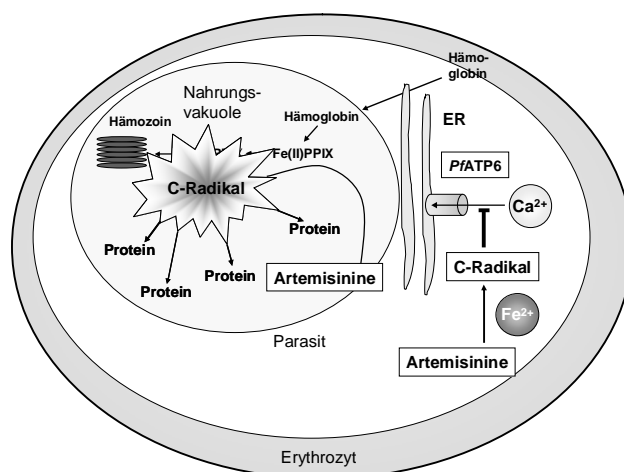 Hämo-
globin
Nahrungs-
vakuole
ER
Hämozoin
Hämoglobin
Fe(II)PPIX
PfATP6
C-Radikal
Ca²⁺
Protein
Protein
Protein
Protein
Artemisinine
C-Radikal
Fe²⁺
Parasit
Artemisinine
Erythrozyt